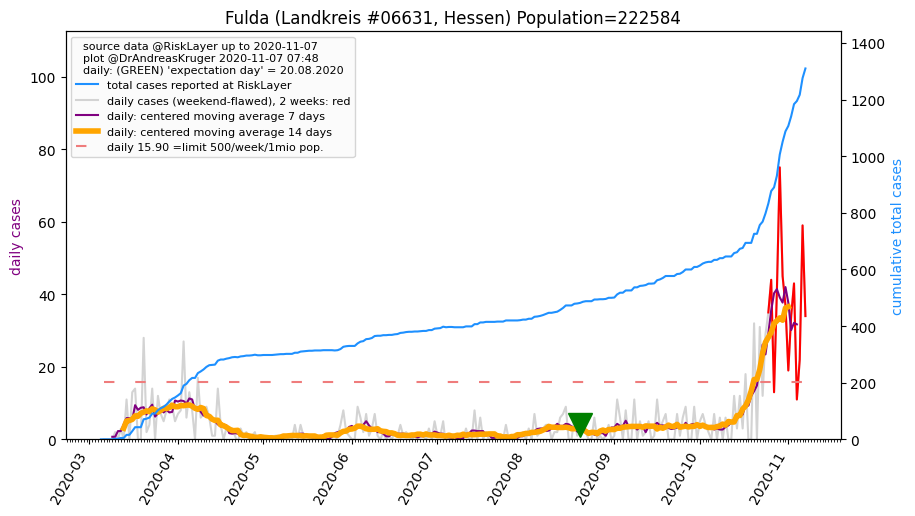 Fulda (Landkreis #06631, Hessen) Population=222584
source data @RiskLayer up to 2020-11-07
plot @DrAndreasKruger 2020-11-07 07:48
daily: (GREEN) 'expectation day' = 20.08.2020
total cases reported at RiskLayer
daily cases (weekend-flawed), 2 weeks: red
daily: centered moving average 7 days
daily: centered moving average 14 days
daily 15.90 =limit 500/week/1mio pop.
daily cases
100
80
60
40
20
0
cumulative total cases
1400
1200
1000
800
600
400
200
0
2020-03
2020-04
2020-05
2020-06
2020-07
2020-08
2020-09
2020-10
2020-11